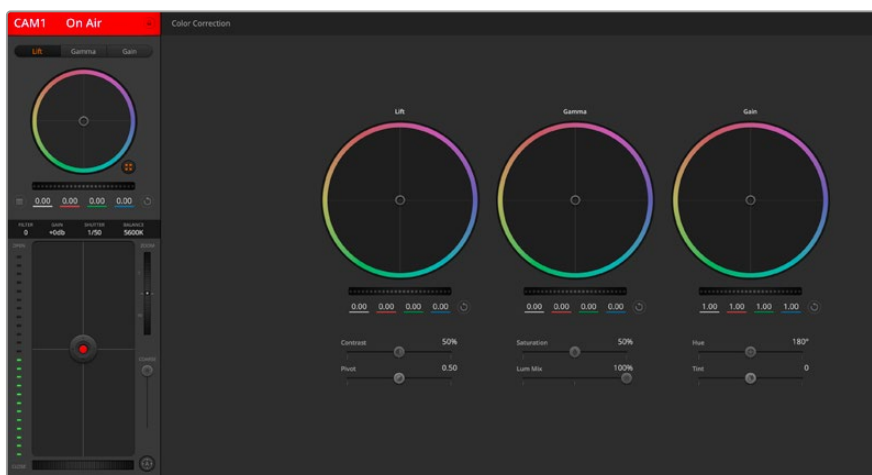 CAM1 On Air
Color Correction
Lift Gamma Gain
0.00 0.00 0.00 0.00
FILTER GAIN SHUTTER BALANCE
0 +0db 1/50 5600K
OPEN ZOOM
COARSE
CLOSE
Lift Gamma Gain
0.00 0.00 0.00 0.00 0.00 0.00 0.00 0.00 1.00 1.00 1.00 1.00
Contrast 50% Saturation 50% Hue 180°
Pivot 0.50 Lum Mix 100% Tint 0